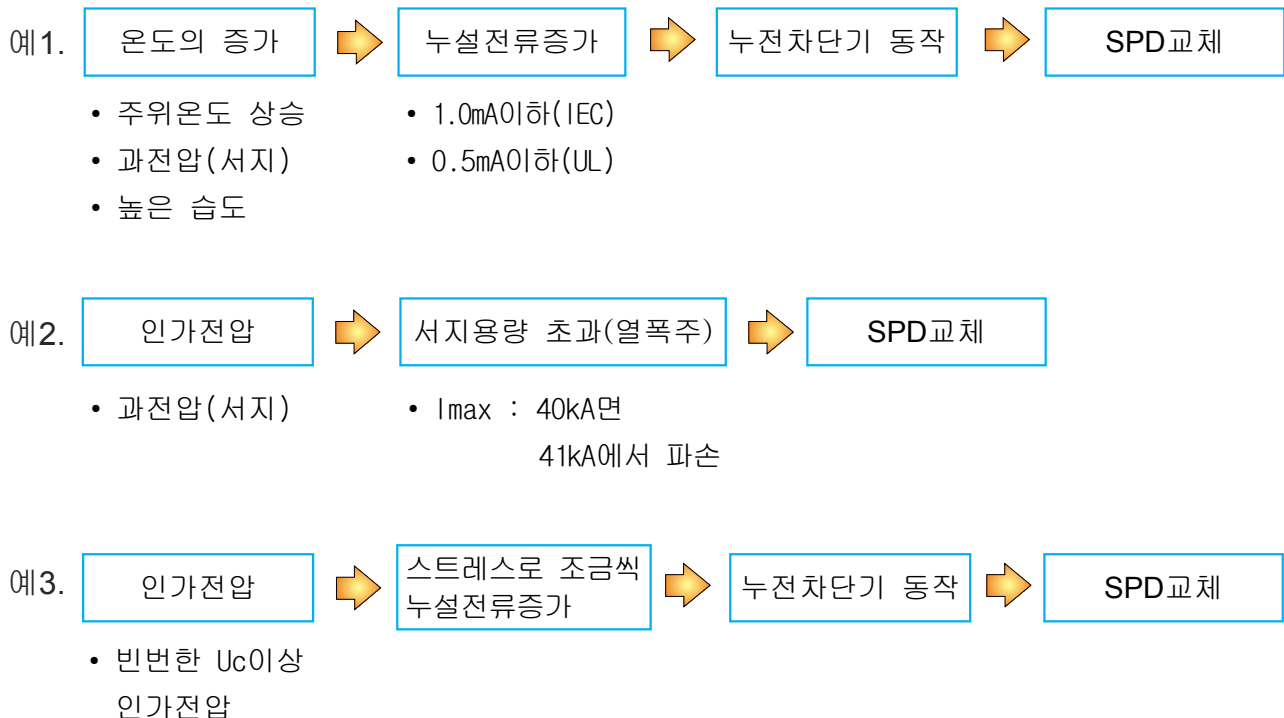 예1. 온도의 증가 누설전류증가 누전차단기 동작 SPD교체
• 주위온도 상승 • 1.0mA이하(IEC)
• 과전압(서지) • 0.5mA이하(UL)
• 높은 습도
예2. 인가전압 서지용량 초과(열폭주) SPD교체
• 과전압(서지) • Imax : 40kA면
41kA에서 파손
예3. 인가전압 스트레스로 조금씩 누전차단기 동작 SPD교체
누설전류증가
• 빈번한 Uc이상
인가전압